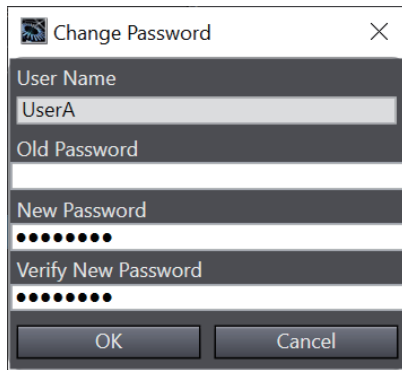 Change Password
User Name
UserA
Old Password
New Password
••••••••
Verify New Password
••••••••
OK Cancel